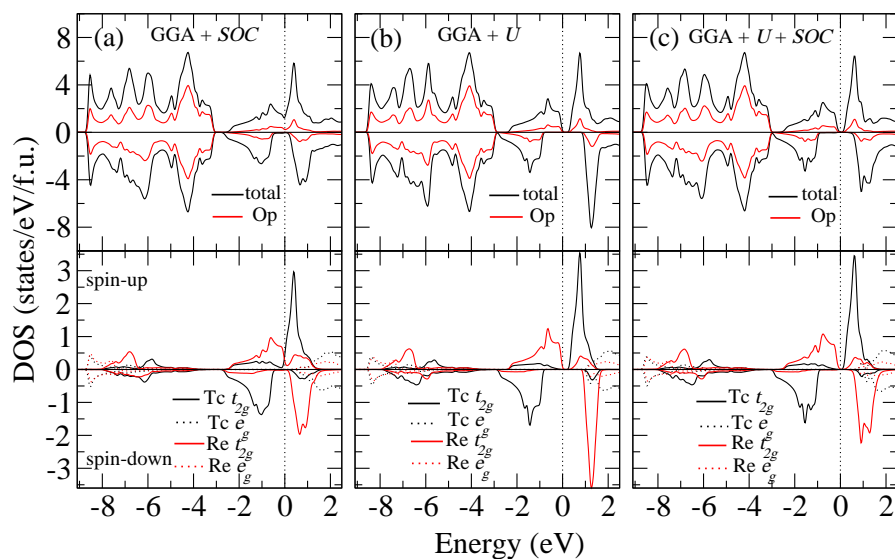 (a) GGA + SOC
(b) GGA + U
(c) GGA + U + SOC
8
4
0
-4
-8
total
Op
total
Op
total
Op
DOS (states/eV/f.u.)
3
2
1
0
-1
-2
-3
spin-up
spin-down
Tc t2g
Tc eg
Re t2g
Re eg
Tc t2g
Tc eg
Re t2g
Re eg
Tc t2g
Tc eg
Re t2g
Re eg
-8 -6 -4 -2 0 2
-8 -6 -4 -2 0 2
-8 -6 -4 -2 0 2
Energy (eV)